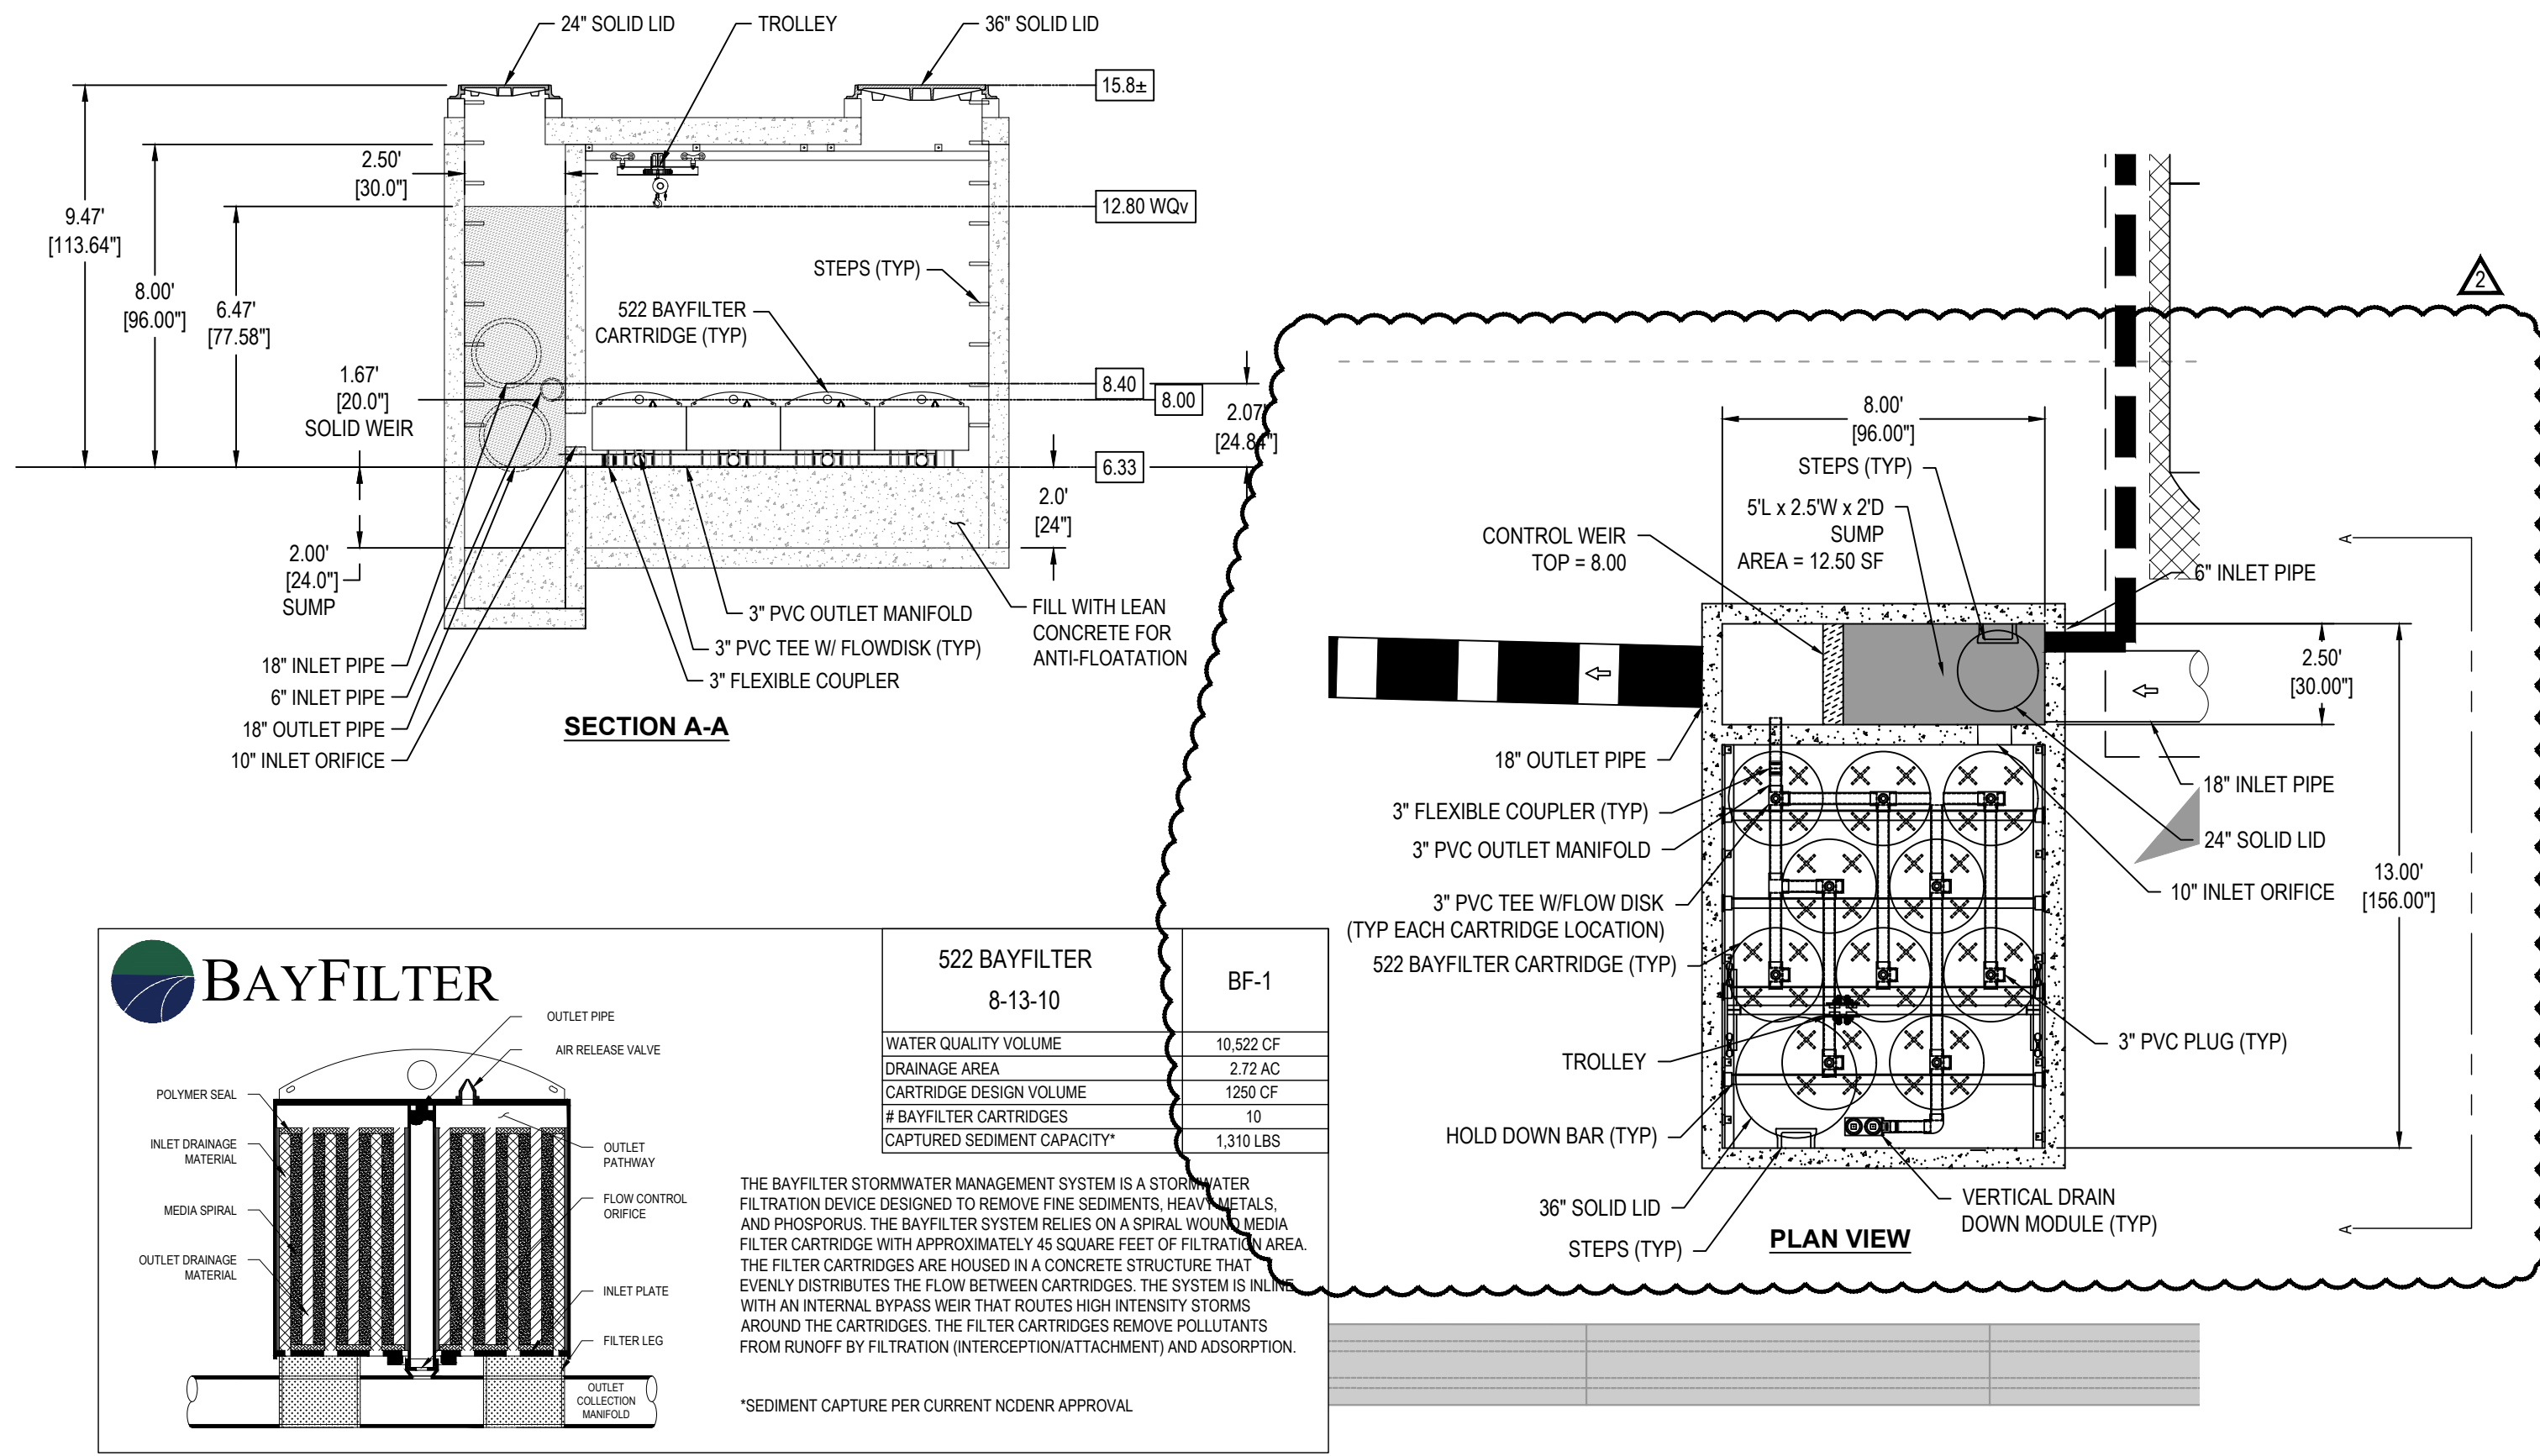 24" SOLID LID
TROLLEY
36" SOLID LID
15.8±
2.50'
[30.0"]
12.80 WQv
9.47'
[113.64"]
8.00'
[96.00"]
6.47'
[77.58"]
STEPS (TYP)
522 BAYFILTER
CARTRIDGE (TYP)
1.67'
[20.0"]
SOLID WEIR
8.40
8.00
2.07'
[24.84"]
6.33
2.0'
[24"]
2.00'
[24.0"]
SUMP
3" PVC OUTLET MANIFOLD
3" PVC TEE W/ FLOWDISK (TYP)
3" FLEXIBLE COUPLER
FILL WITH LEAN
CONCRETE FOR
ANTI-FLOATATION
18" INLET PIPE
6" INLET PIPE
18" OUTLET PIPE
10" INLET ORIFICE
SECTION A-A
2
8.00'
[96.00"]
STEPS (TYP)
5'L x 2.5'W x 2'D
SUMP
AREA = 12.50 SF
CONTROL WEIR
TOP = 8.00
A
6" INLET PIPE
2.50'
[30.00"]
18" OUTLET PIPE
18" INLET PIPE
3" FLEXIBLE COUPLER (TYP)
3" PVC OUTLET MANIFOLD
24" SOLID LID
10" INLET ORIFICE
13.00'
[156.00"]
3" PVC TEE W/FLOW DISK
(TYP EACH CARTRIDGE LOCATION)
522 BAYFILTER CARTRIDGE (TYP)
3" PVC PLUG (TYP)
TROLLEY
HOLD DOWN BAR (TYP)
36" SOLID LID
STEPS (TYP)
VERTICAL DRAIN
DOWN MODULE (TYP)
A
PLAN VIEW
BAYFILTER
OUTLET PIPE
AIR RELEASE VALVE
POLYMER SEAL
INLET DRAINAGE
MATERIAL
MEDIA SPIRAL
OUTLET DRAINAGE
MATERIAL
OUTLET
PATHWAY
FLOW CONTROL
ORIFICE
INLET PLATE
FILTER LEG
OUTLET
COLLECTION
MANIFOLD
522 BAYFILTER
8-13-10
BF-1
WATER QUALITY VOLUME 10,522 CF
DRAINAGE AREA 2.72 AC
CARTRIDGE DESIGN VOLUME 1250 CF
# BAYFILTER CARTRIDGES 10
CAPTURED SEDIMENT CAPACITY* 1,310 LBS
THE BAYFILTER STORMWATER MANAGEMENT SYSTEM IS A STORMWATER
FILTRATION DEVICE DESIGNED TO REMOVE FINE SEDIMENTS, HEAVY METALS,
AND PHOSPORUS. THE BAYFILTER SYSTEM RELIES ON A SPIRAL WOUND MEDIA
FILTER CARTRIDGE WITH APPROXIMATELY 45 SQUARE FEET OF FILTRATION AREA.
THE FILTER CARTRIDGES ARE HOUSED IN A CONCRETE STRUCTURE THAT
EVENLY DISTRIBUTES THE FLOW BETWEEN CARTRIDGES. THE SYSTEM IS INLINE
WITH AN INTERNAL BYPASS WEIR THAT ROUTES HIGH INTENSITY STORMS
AROUND THE CARTRIDGES. THE FILTER CARTRIDGES REMOVE POLLUTANTS
FROM RUNOFF BY FILTRATION (INTERCEPTION/ATTACHMENT) AND ADSORPTION.
*SEDIMENT CAPTURE PER CURRENT NCDENR APPROVAL